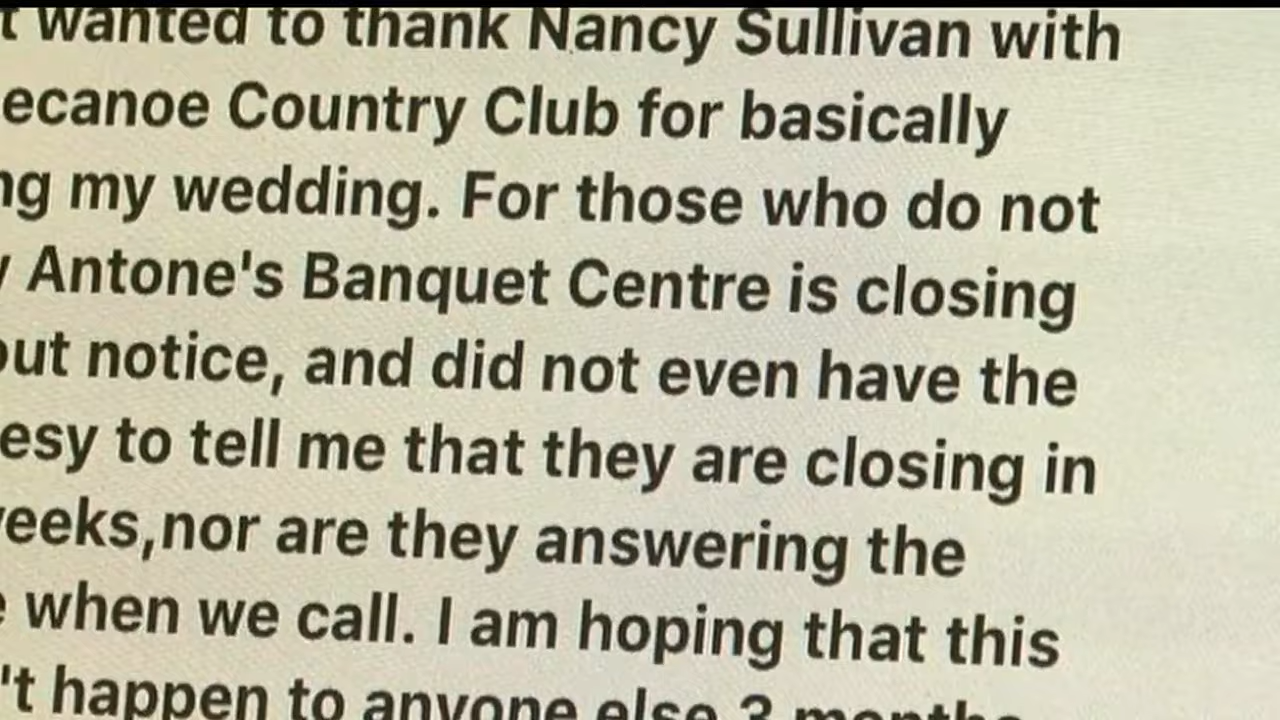 t wanted to thank Nancy Sullivan with
ecanoe Country Club for basically
ng my wedding. For those who do not
y Antone's Banquet Centre is closing
out notice, and did not even have the
esy to tell me that they are closing in
weeks,nor are they answering the
e when we call. I am hoping that this
't happen to anyone else 3 months